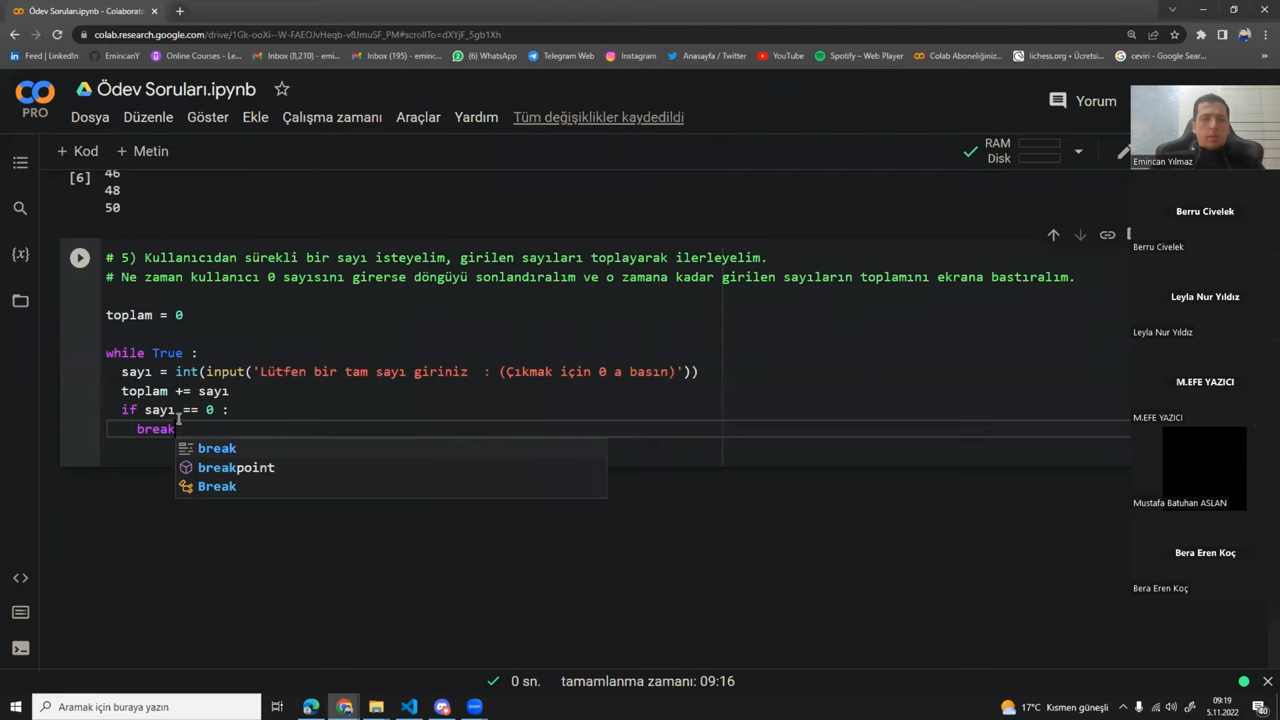 Ödev Soruları.ipynb - Colaborato
colab.research.google.com/drive/1Gk-ooXi--W-FAEOJvHeqb-v8JmuSF_PM#scrollTo=dXYjF_5gb1Xh
Feed | LinkedIn
EmincanY
Online Courses - Le...
Inbox (8,210) - emi...
Inbox (195) - eminc...
(2) WhatsApp
Telegram Web
Instagram
Anasayfa / Twitter
YouTube
Spotify – Web Player
Colab Aboneliğiniz...
lichess.org • Ücretsi...
çeviri - Google Sear...
PRO
Ödev Soruları.ipynb
Yorum
Dosya Düzenle Göster Ekle Çalışma zamanı Araçlar Yardım Tüm değişiklikler kaydedildi
+ Kod + Metin
RAM
Disk
Emincan Yılmaz
[6] 46
48
50
# 5) Kullanıcıdan sürekli bir sayı isteyelim, girilen sayıları toplayarak ilerleyelim.
# Ne zaman kullanıcı 0 sayısını girerse döngüyü sonlandıralım ve o zamana kadar girilen sayıların toplamını ekrana bastıralım.
toplam = 0
while True :
sayı = int(input('Lütfen bir tam sayı giriniz : (Çıkmak için 0 a basın)'))
toplam += sayı
if sayı == 0 :
break
break
breakpoint
Break
Berru Civelek
Berru Civelek
Leyla Nur Yıldız
Leyla Nur Yıldız
M.EFE YAZICI
M.EFE YAZICI
Mustafa Batuhan ASLAN
Bera Eren Koç
Bera Eren Koç
0 sn. tamamlanma zamanı: 09:16
Aramak için buraya yazın
17°C Kısmen güneşli
09:19
5.11.2022
40